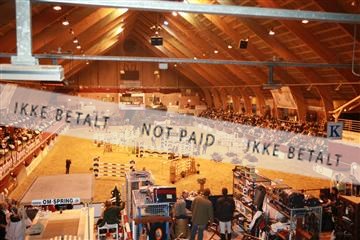 IKKE BETALT NOT PAID IKKE BETALT
K
OM SPRING